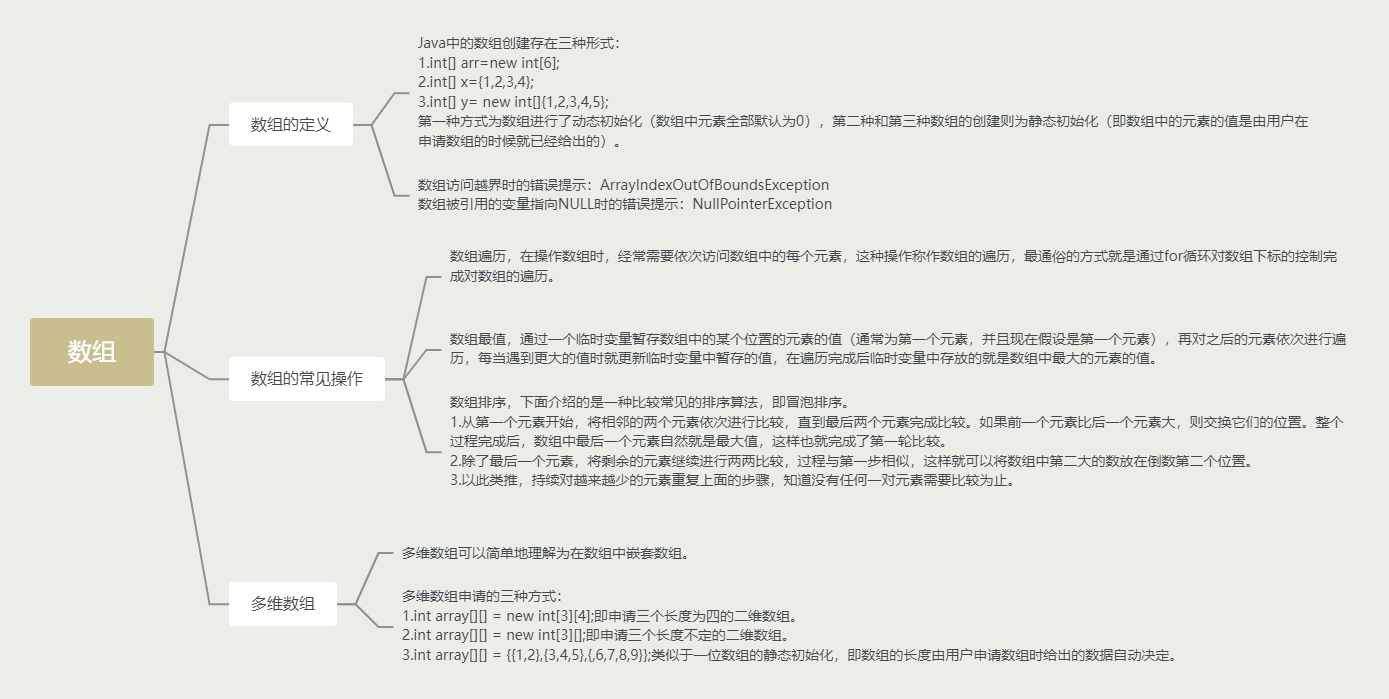 数组
数组的定义
Java中的数组创建存在三种形式：
1.int[] arr=new int[6];
2.int[] x={1,2,3,4};
3.int[] y= new int[]{1,2,3,4,5};
第一种方式为数组进行了动态初始化（数组中元素全部默认为0），第二种和第三种数组的创建则为静态初始化（即数组中的元素的值是由用户在
申请数组的时候就已经给出的）。
数组访问越界时的错误提示：ArrayIndexOutOfBoundsException
数组被引用的变量指向NULL时的错误提示：NullPointerException
数组的常见操作
数组遍历，在操作数组时，经常需要依次访问数组中的每个元素，这种操作称作数组的遍历，最通俗的方式就是通过for循环对数组下标的控制完
成对数组的遍历。
数组最值，通过一个临时变量暂存数组中的某个位置的元素的值（通常为第一个元素，并且现在假设是第一个元素），再对之后的元素依次进行遍
历，每当遇到更大的值时就更新临时变量中暂存的值，在遍历完成后临时变量中存放的就是数组中最大的元素的值。
数组排序，下面介绍的是一种比较常见的排序算法，即冒泡排序。
1.从第一个元素开始，将相邻的两个元素依次进行比较，直到最后两个元素完成比较。如果前一个元素比后一个元素大，则交换它们的位置。整个
过程完成后，数组中最后一个元素自然就是最大值，这样也就完成了第一轮比较。
2.除了最后一个元素，将剩余的元素继续进行两两比较，过程与第一步相似，这样就可以将数组中第二大的数放在倒数第二个位置。
3.以此类推，持续对越来越少的元素重复上面的步骤，知道没有任何一对元素需要比较为止。
多维数组
多维数组可以简单地理解为在数组中嵌套数组。
多维数组申请的三种方式：
1.int array[][] = new int[3][4];即申请三个长度为四的二维数组。
2.int array[][] = new int[3][];即申请三个长度不定的二维数组。
3.int array[][] = {{1,2},{3,4,5},{,6,7,8,9}};类似于一位数组的静态初始化，即数组的长度由用户申请数组时给出的数据自动决定。